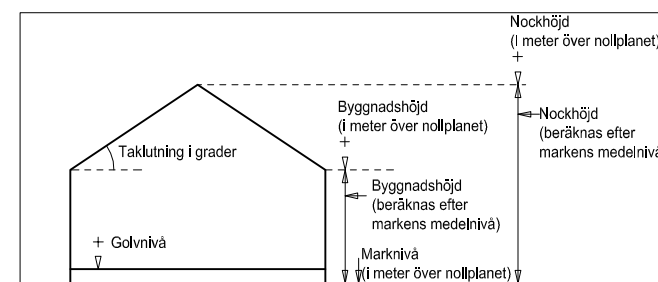 Nockhöjd
(i meter över nollplanet)
+
Byggnadshöjd
(i meter över nollplanet)
+
Nockhöjd
(beräknas efter
markens medelnivå
Taklutning i grader
Byggnadshöjd
(beräknas efter
markens medelnivå)
+ Golvnivå
Marknivå
(i meter över nollplanet)